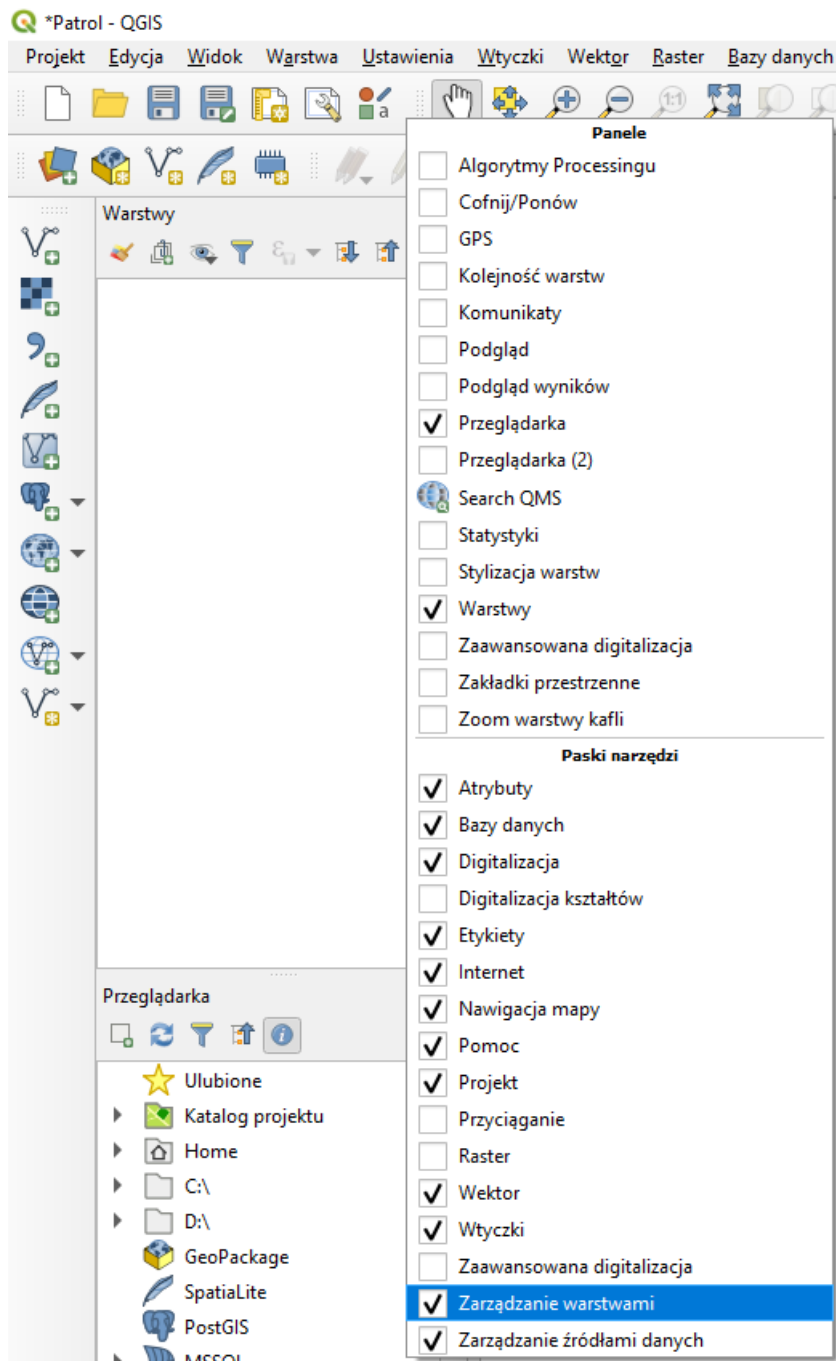 *Patrol - QGIS
Projekt Edycja Widok Warstwa Ustawienia Wtyczki Wektor Raster Bazy danych
Warstwy
Panele
Algorytmy Processingu
Cofnij/Ponów
GPS
Kolejność warstw
Komunikaty
Podgląd
Podgląd wyników
Przeglądarka
Przeglądarka (2)
Search QMS
Statystyki
Stylizacja warstw
Warstwy
Zaawansowana digitalizacja
Zakładki przestrzenne
Zoom warstwy kafli
Paski narzędzi
Atrybuty
Bazy danych
Digitalizacja
Digitalizacja kształtów
Etykiety
Internet
Nawigacja mapy
Pomoc
Projekt
Przyciąganie
Raster
Wektor
Wtyczki
Zaawansowana digitalizacja
Zarządzanie warstwami
Zarządzanie źródłami danych
Przeglądarka
Ulubione
Katalog projektu
Home
C:\
D:\
GeoPackage
SpatiaLite
PostGIS
MSSQL